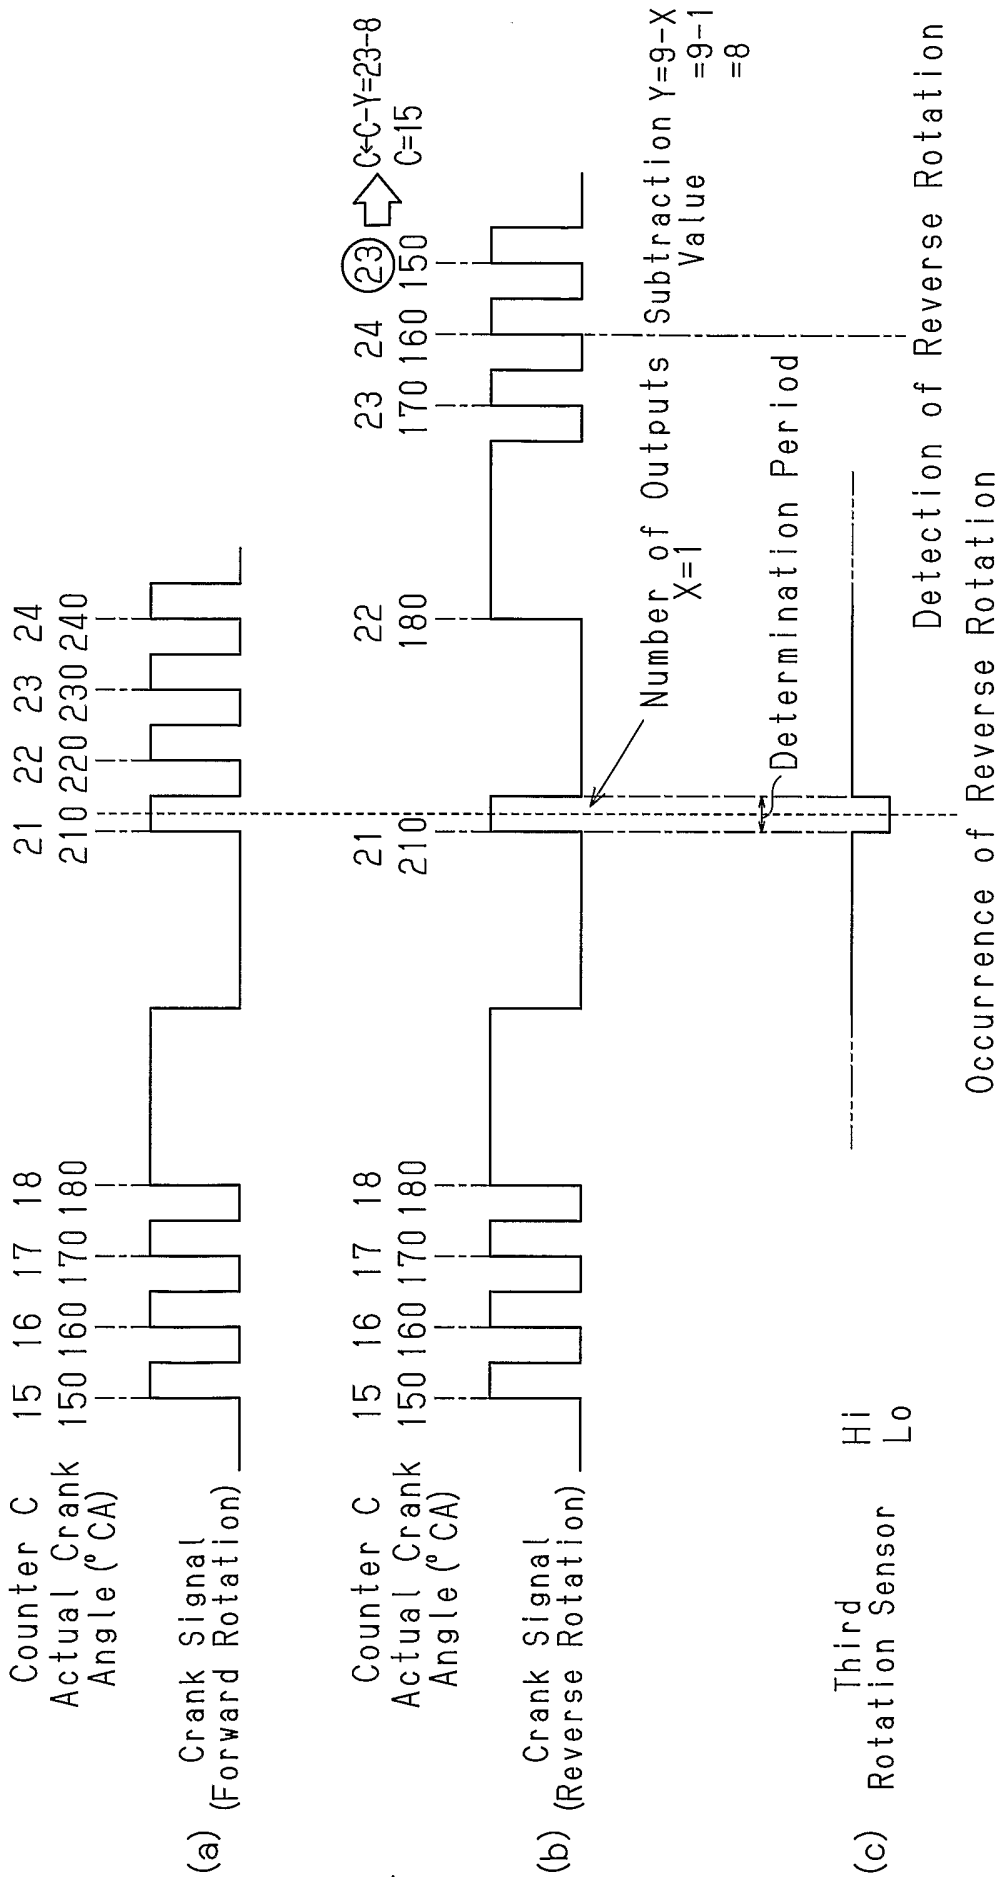 Counter C 15 16 17 18 21 22 23 24
Actual Crank
Angle (°CA) 150 160 170 180 210 220 230 240
Crank Signal
(a) (Forward Rotation)
Counter C 15 16 17 18 21 22 23 24 23
C←C-Y=23-8
C=15
Actual Crank
Angle (°CA) 150 160 170 180 210 180 170 160 150
Crank Signal
(b) (Reverse Rotation)
Number of Outputs
X=1
Subtraction Y=9-X
Value =9-1
=8
Determination Period
Third
(c) Rotation Sensor
Hi
Lo
Detection of Reverse Rotation
Occurrence of Reverse Rotation